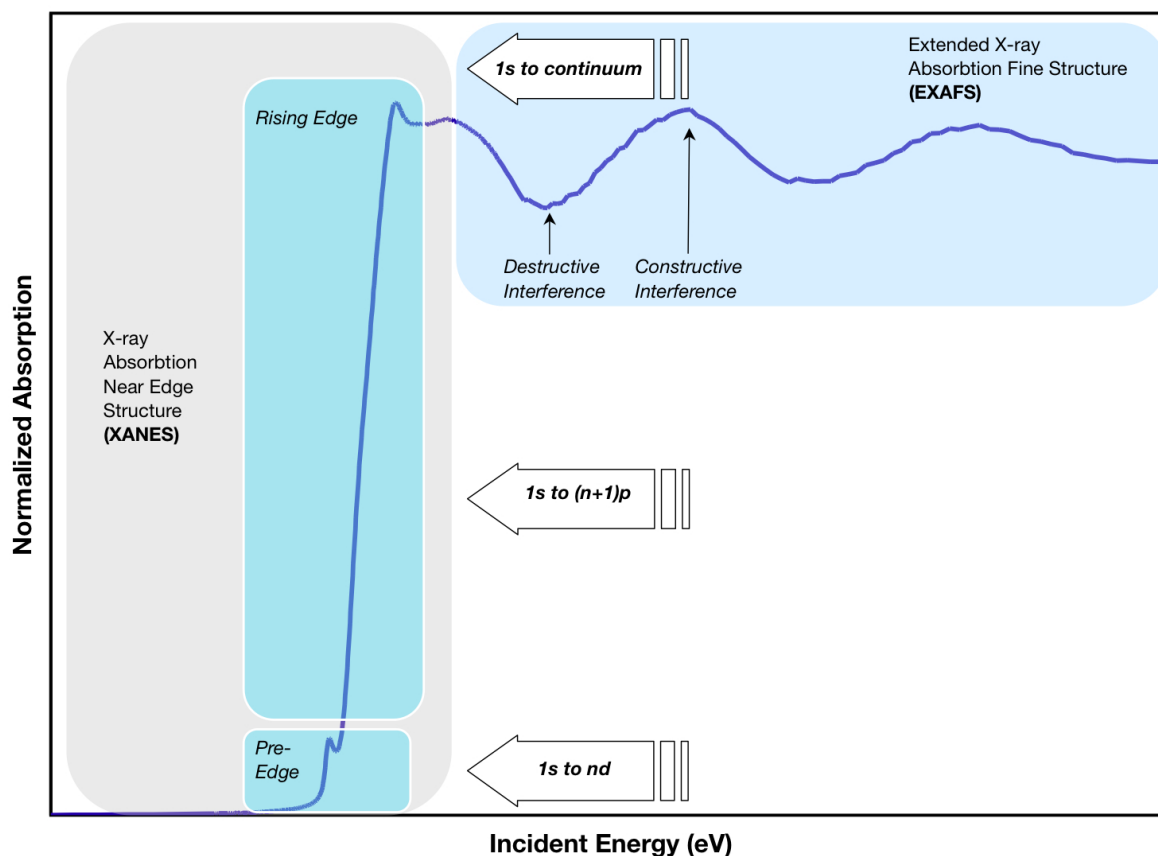 1s to continuum
Extended X-ray
Absorbtion Fine Structure
(EXAFS)
Rising Edge
Destructive
Interference
Constructive
Interference
X-ray
Absorbtion
Near Edge
Structure
(XANES)
1s to (n+1)p
Pre-
Edge
1s to nd
Normalized Absorption
Incident Energy (eV)